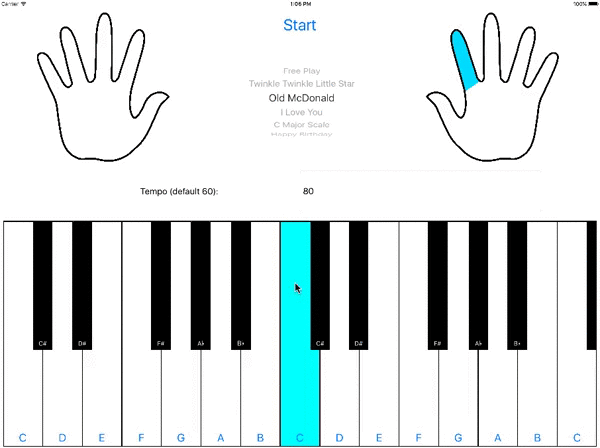 Carrier 1:06 PM 100%
Start
Free Play
Twinkle Twinkle Little Star
Old McDonald
I Love You
C Major Scale
Happy Birthday
Tempo (default 60): 80
C# D# F# A♭ B♭ C# D# F# A♭ B♭
C D E F G A B C D E F G A B C